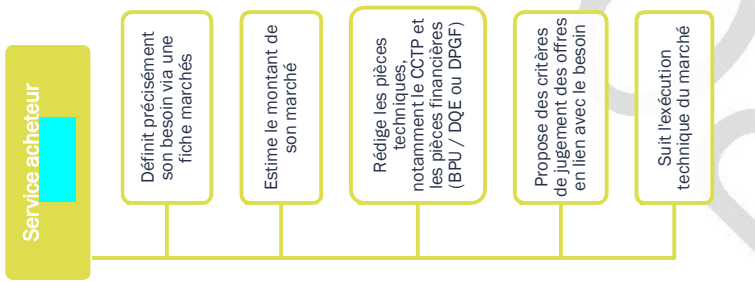 Service acheteur
Définit précisément
son besoin via une
fiche marchés
Estime le montant de
son marché
Rédige les pièces
techniques,
notamment le CCTP et
les pièces financières
(BPU / DQE ou DPGF)
Propose des critères
de jugement des offres
en lien avec le besoin
Suit l'exécution
technique du marché